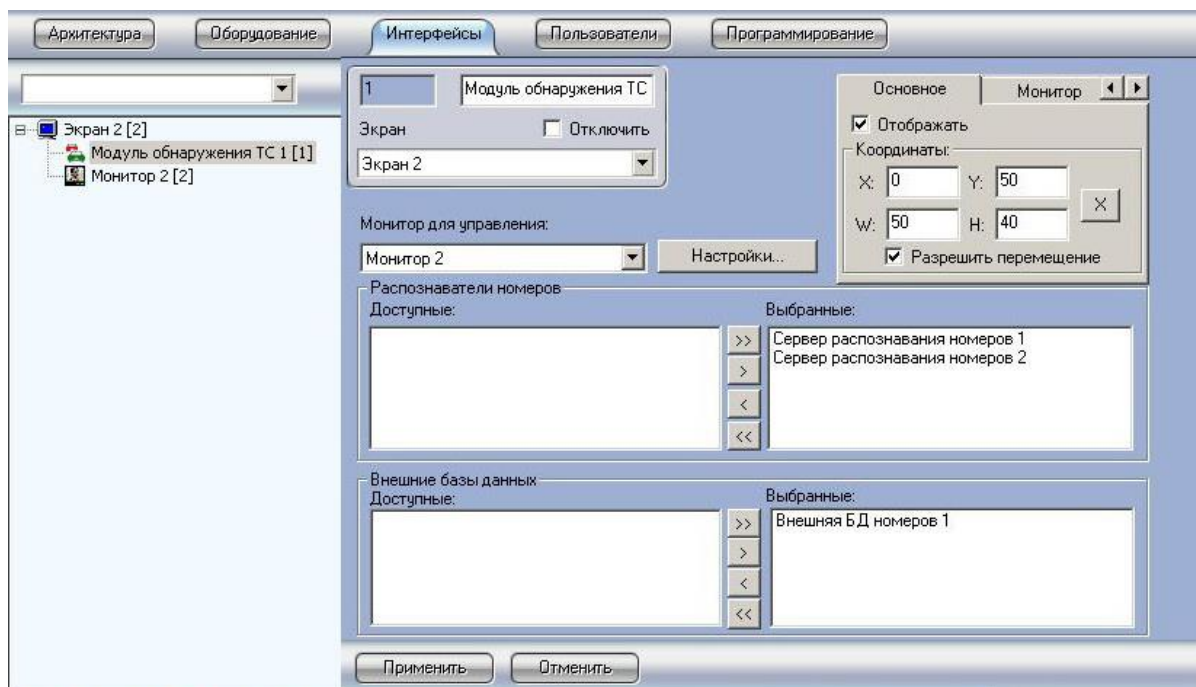 Архитектура Оборудование Интерфейсы Пользователи Программирование
Экран 2 [2]
Модуль обнаружения ТС 1 [1]
Монитор 2 [2]
1 Модуль обнаружения ТС
Экран Отключить
Экран 2
Основное Монитор
Отображать
Координаты:
X: 0 Y: 50 X
W: 50 H: 40
Разрешить перемещение
Монитор для управления:
Монитор 2 Настройки...
Распознаватели номеров
Доступные: Выбранные:
>>
>
<
<<
Сервер распознавания номеров 1
Сервер распознавания номеров 2
Внешние базы данных
Доступные: Выбранные:
>>
>
<
<<
Внешняя БД номеров 1
Применить Отменить